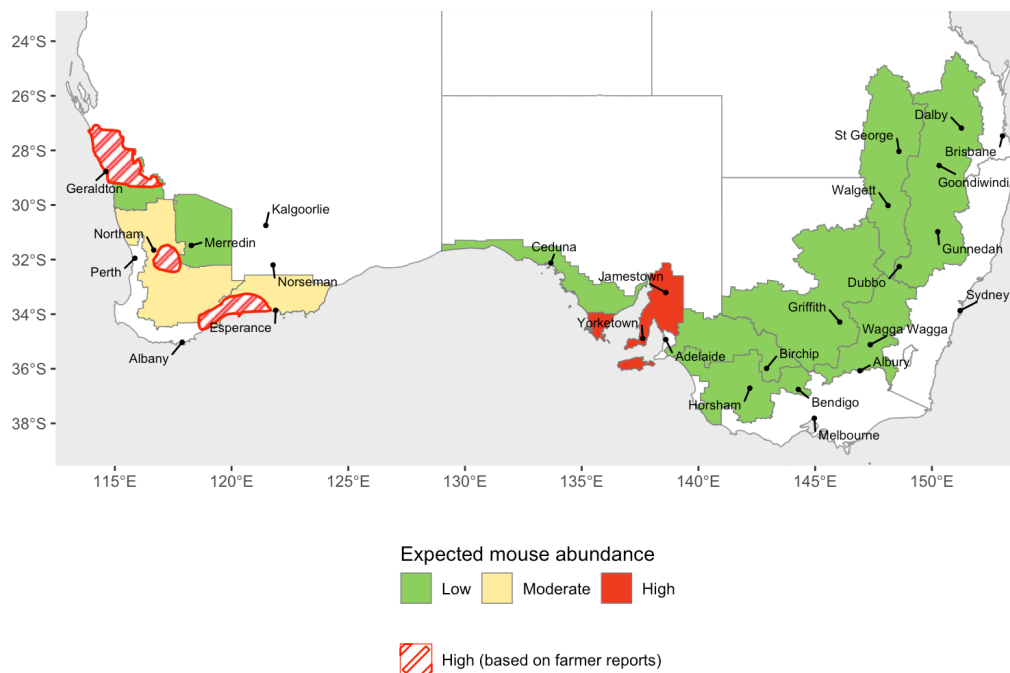 24°S
26°S
28°S
30°S
32°S
34°S
36°S
38°S
Dalby
St George
Brisbane
Geraldton
Goondiwindi
Walgett
Kalgoorlie
Northam
Merredin
Gunnedah
Ceduna
Perth
Jamestown
Norseman
Dubbo
Sydney
Griffith
Esperance
Yorketown
Wagga Wagga
Albany
Adelaide
Birchip
Albury
Horsham
Bendigo
Melbourne
115°E 120°E 125°E 130°E 135°E 140°E 145°E 150°E
Expected mouse abundance
Low Moderate High
High (based on farmer reports)